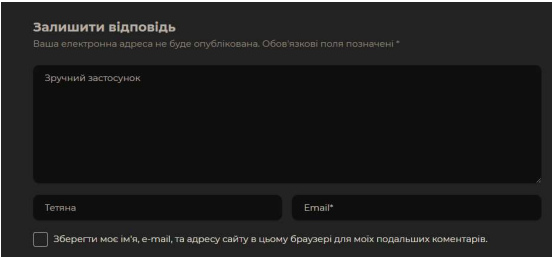 Залишити відповідь
Ваша електронна адреса не буде опублікована. Обов'язкові поля позначені *
Зручний застосунок
Тетяна
Email*
Зберегти моє ім'я, e-mail, та адресу сайту в цьому браузері для моїх подальших коментарів.